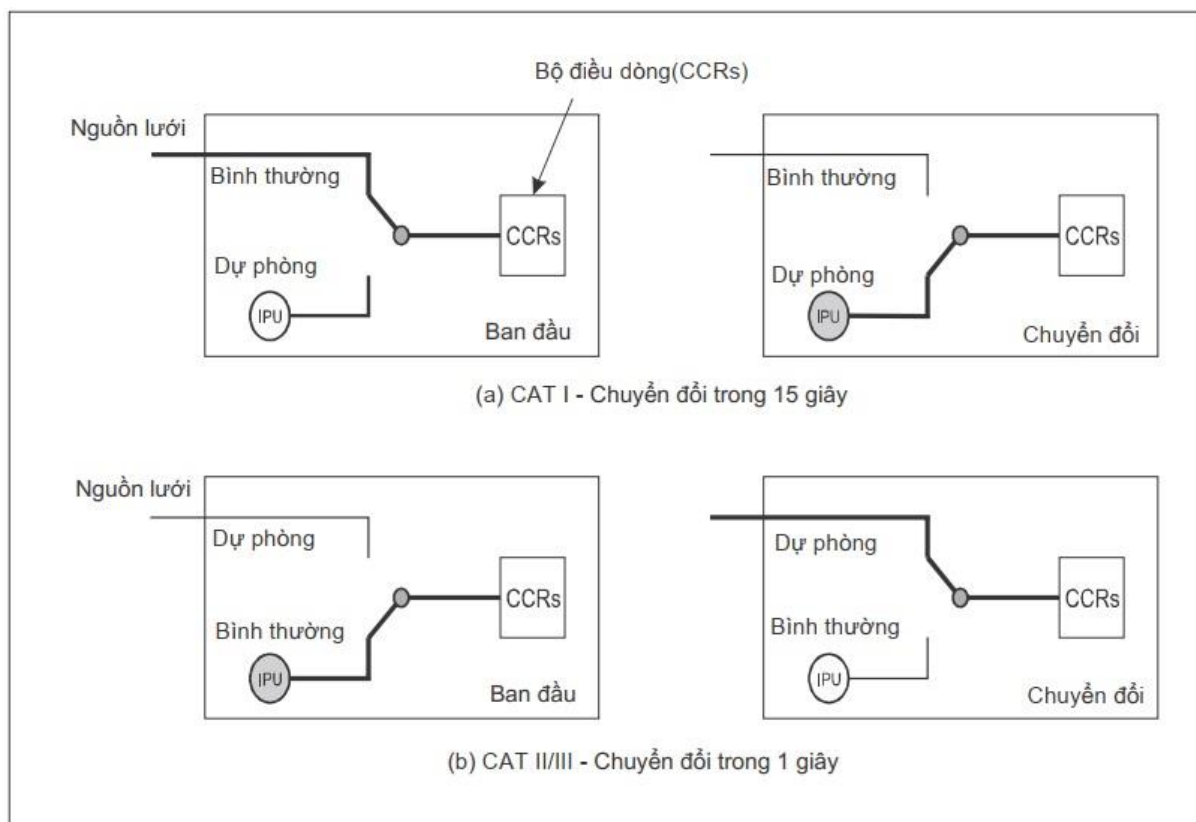 Bộ điều dòng(CCRs)
Nguồn lưới
Bình thường
CCRs
Dự phòng
IPU
Ban đầu
Bình thường
CCRs
Dự phòng
IPU
Chuyển đổi
(a) CAT I - Chuyển đổi trong 15 giây
Nguồn lưới
Dự phòng
CCRs
Bình thường
IPU
Ban đầu
Dự phòng
CCRs
Bình thường
IPU
Chuyển đổi
(b) CAT II/III - Chuyển đổi trong 1 giây